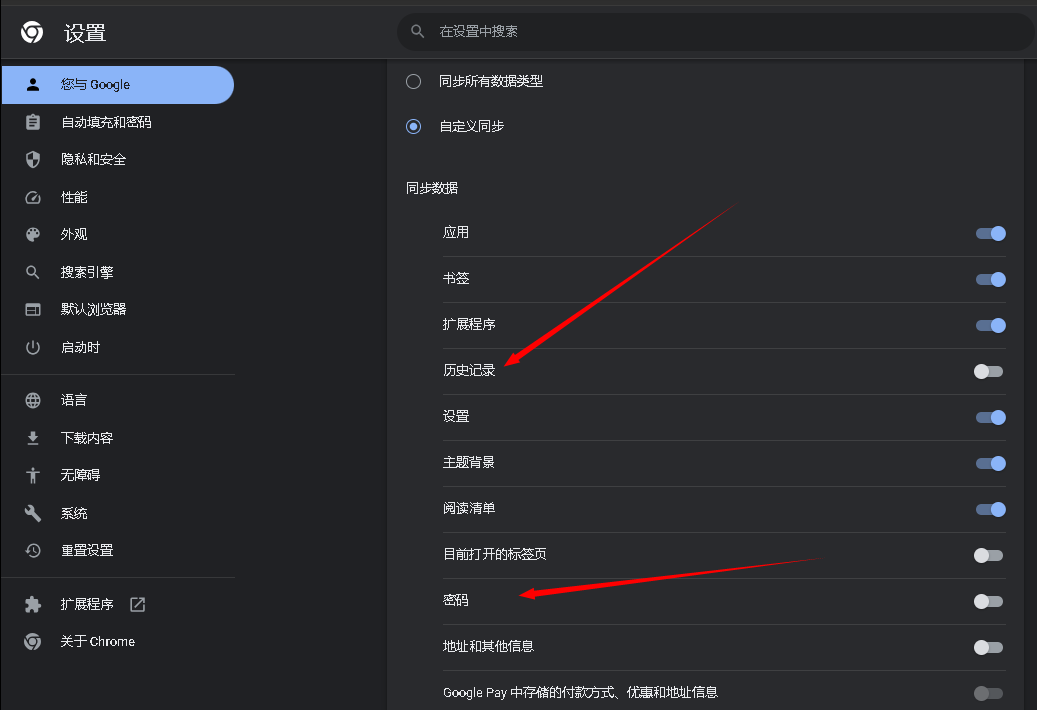 设置
在设置中搜索
您与 Google
自动填充和密码
隐私和安全
性能
外观
搜索引擎
默认浏览器
启动时
语言
下载内容
无障碍
系统
重置设置
扩展程序
关于 Chrome
同步所有数据类型
自定义同步
同步数据
应用
书签
扩展程序
历史记录
设置
主题背景
阅读清单
目前打开的标签页
密码
地址和其他信息
Google Pay 中存储的付款方式、优惠和地址信息